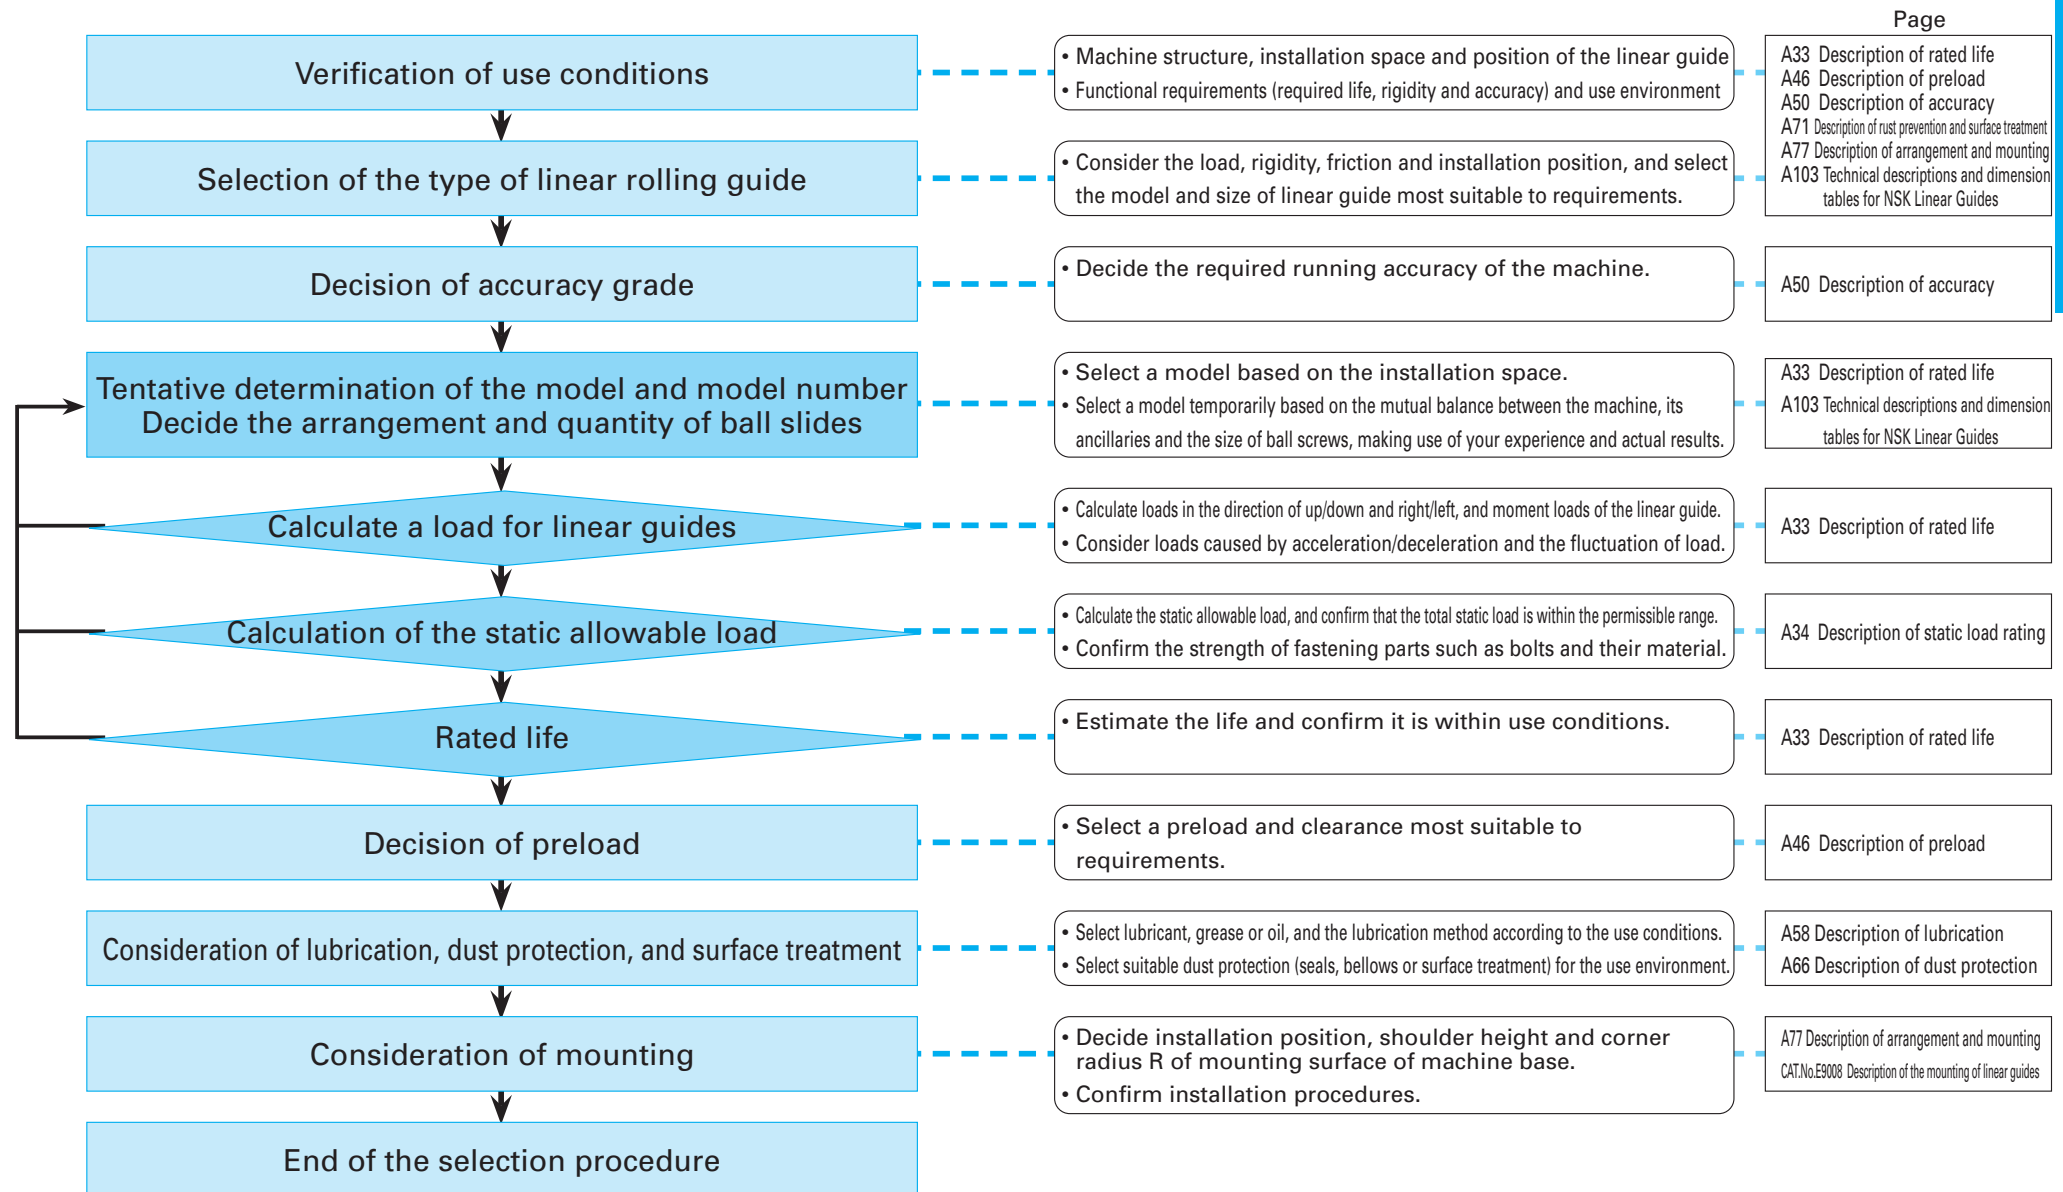 Page
Verification of use conditions
• Machine structure, installation space and position of the linear guide
• Functional requirements (required life, rigidity and accuracy) and use environment
A33 Description of rated life
A46 Description of preload
A50 Description of accuracy
A71 Description of rust prevention and surface treatment
A77 Description of arrangement and mounting
A103 Technical descriptions and dimension
tables for NSK Linear Guides
Selection of the type of linear rolling guide
• Consider the load, rigidity, friction and installation position, and select
the model and size of linear guide most suitable to requirements.
Decision of accuracy grade
• Decide the required running accuracy of the machine.
A50 Description of accuracy
Tentative determination of the model and model number
Decide the arrangement and quantity of ball slides
• Select a model based on the installation space.
• Select a model temporarily based on the mutual balance between the machine, its
ancillaries and the size of ball screws, making use of your experience and actual results.
A33 Description of rated life
A103 Technical descriptions and dimension
tables for NSK Linear Guides
Calculate a load for linear guides
• Calculate loads in the direction of up/down and right/left, and moment loads of the linear guide.
• Consider loads caused by acceleration/deceleration and the fluctuation of load.
A33 Description of rated life
Calculation of the static allowable load
• Calculate the static allowable load, and confirm that the total static load is within the permissible range.
• Confirm the strength of fastening parts such as bolts and their material.
A34 Description of static load rating
Rated life
• Estimate the life and confirm it is within use conditions.
A33 Description of rated life
Decision of preload
• Select a preload and clearance most suitable to
requirements.
A46 Description of preload
Consideration of lubrication, dust protection, and surface treatment
• Select lubricant, grease or oil, and the lubrication method according to the use conditions.
• Select suitable dust protection (seals, bellows or surface treatment) for the use environment.
A58 Description of lubrication
A66 Description of dust protection
Consideration of mounting
• Decide installation position, shoulder height and corner
radius R of mounting surface of machine base.
• Confirm installation procedures.
A77 Description of arrangement and mounting
CAT.No.E9008 Description of the mounting of linear guides
End of the selection procedure